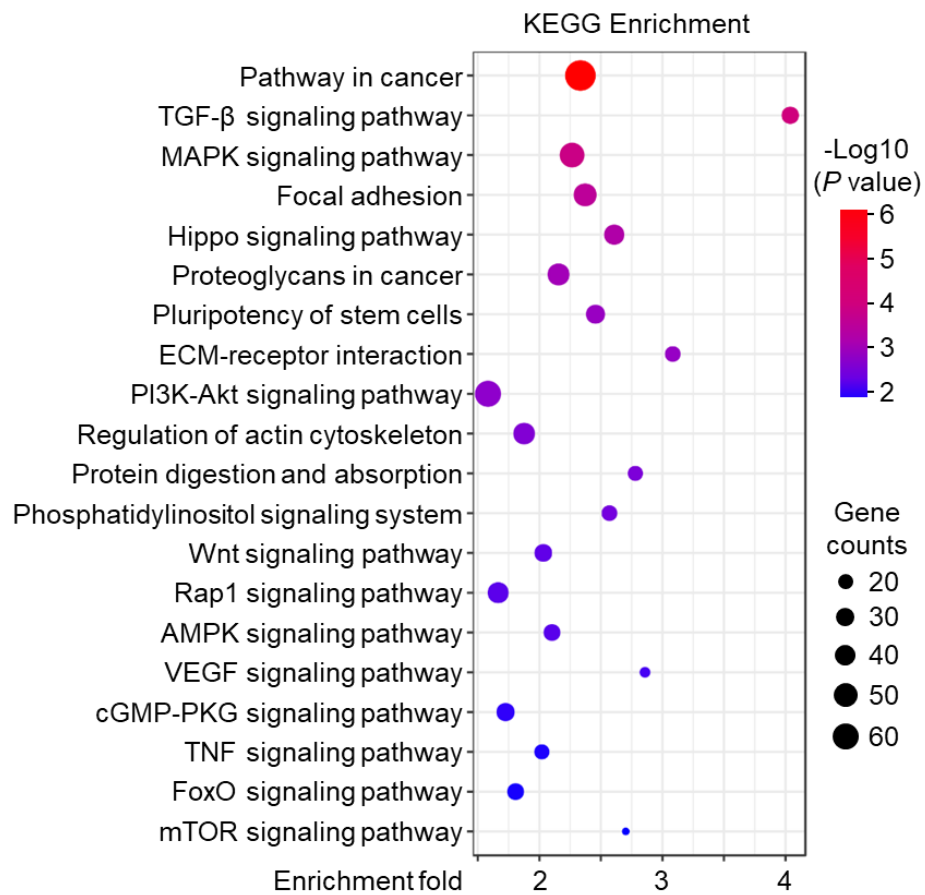 KEGG Enrichment
Pathway in cancer
TGF-β signaling pathway
MAPK signaling pathway
Focal adhesion
Hippo signaling pathway
Proteoglycans in cancer
Pluripotency of stem cells
ECM-receptor interaction
PI3K-Akt signaling pathway
Regulation of actin cytoskeleton
Protein digestion and absorption
Phosphatidylinositol signaling system
Wnt signaling pathway
Rap1 signaling pathway
AMPK signaling pathway
VEGF signaling pathway
cGMP-PKG signaling pathway
TNF signaling pathway
FoxO signaling pathway
mTOR signaling pathway
Enrichment fold 2 3 4
-Log10
(P value)
6
5
4
3
2
Gene
counts
20
30
40
50
60